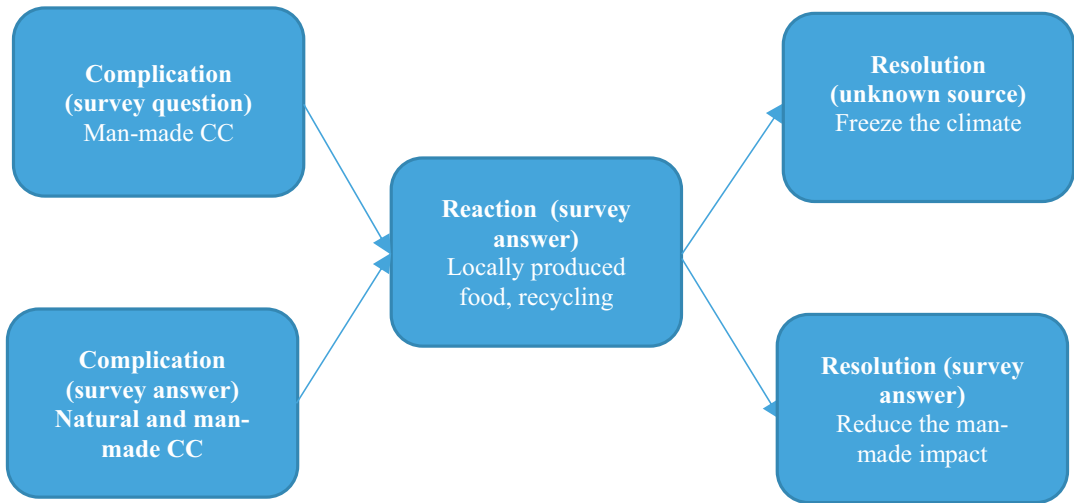 Complication
(survey question)
Man-made CC
Complication
(survey answer)
Natural and man-
made CC
Reaction (survey
answer)
Locally produced
food, recycling
Resolution
(unknown source)
Freeze the climate
Resolution (survey
answer)
Reduce the man-
made impact